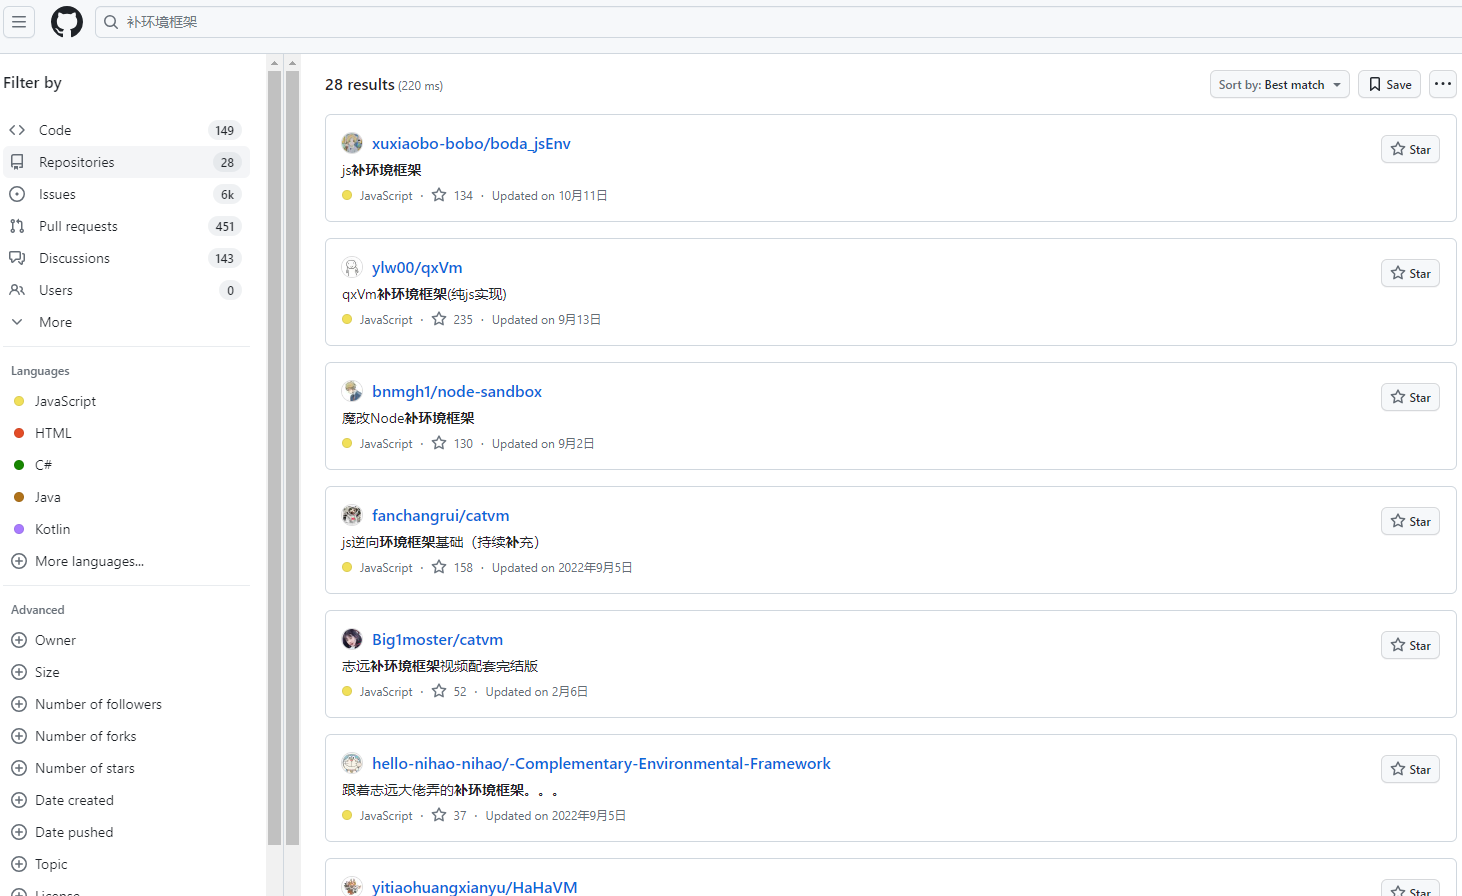 补环境框架
Filter by
Code 149
Repositories 28
Issues 6k
Pull requests 451
Discussions 143
Users 0
More
Languages
JavaScript
HTML
C#
Java
Kotlin
More languages...
Advanced
Owner
Size
Number of followers
Number of forks
Number of stars
Date created
Date pushed
Topic
License
28 results (220 ms)
Sort by: Best match Save
xuxiaobo-bobo/boda_jsEnv
Star
js补环境框架
JavaScript · 134 · Updated on 10月11日
ylw00/qxVm
Star
qxVm补环境框架(纯js实现)
JavaScript · 235 · Updated on 9月13日
bnmgh1/node-sandbox
Star
魔改Node补环境框架
JavaScript · 130 · Updated on 9月2日
fanchangrui/catvm
Star
js逆向环境框架基础（持续补充）
JavaScript · 158 · Updated on 2022年9月5日
Big1moster/catvm
Star
志远补环境框架视频配套完结版
JavaScript · 52 · Updated on 2月6日
hello-nihao-nihao/-Complementary-Environmental-Framework
Star
跟着志远大佬弄的补环境框架。。。
JavaScript · 37 · Updated on 2022年9月5日
yitiaohuangxianyu/HaHaVM
Star